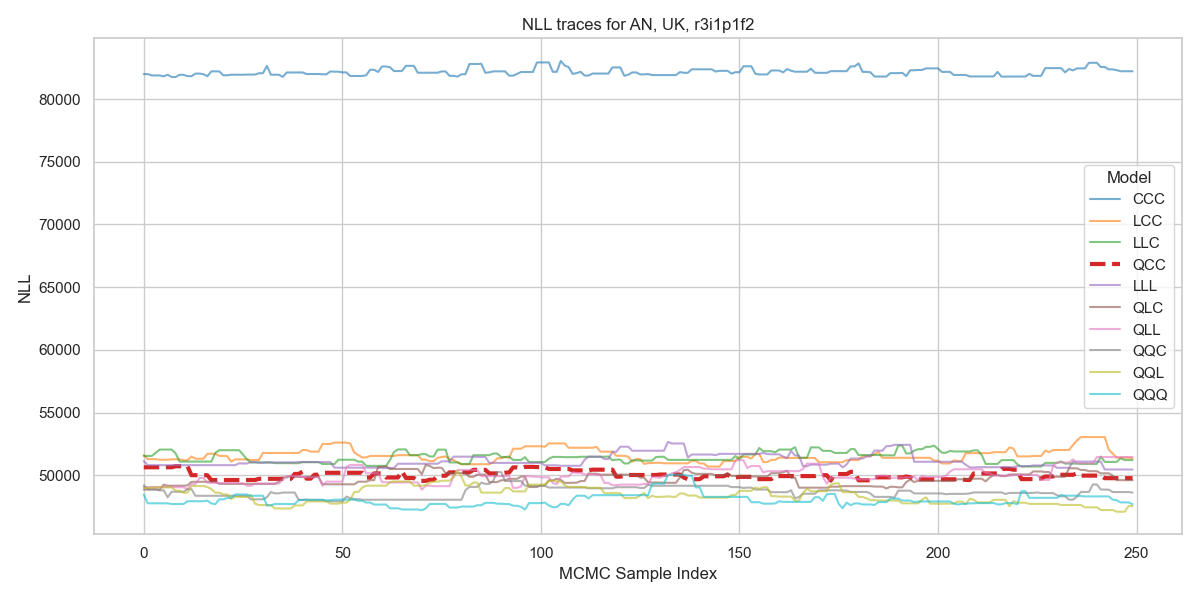 NLL traces for AN, UK, r3i1p1f2
NLL
80000
75000
70000
65000
60000
55000
50000
0
50
100
150
200
250
MCMC Sample Index
Model
CCC
LCC
LLC
QCC
LLL
QLC
QLL
QQC
QQL
QQQ